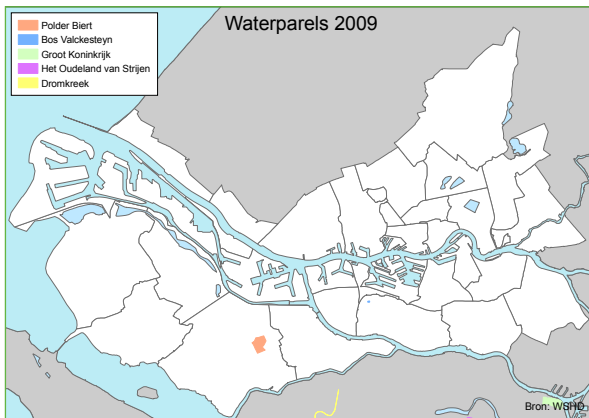 Waterparels 2009
Polder Biert
Bos Valckesteyn
Groot Koninkrijk
Het Oudeland van Strijen
Dromkreek
Bron: WSHD